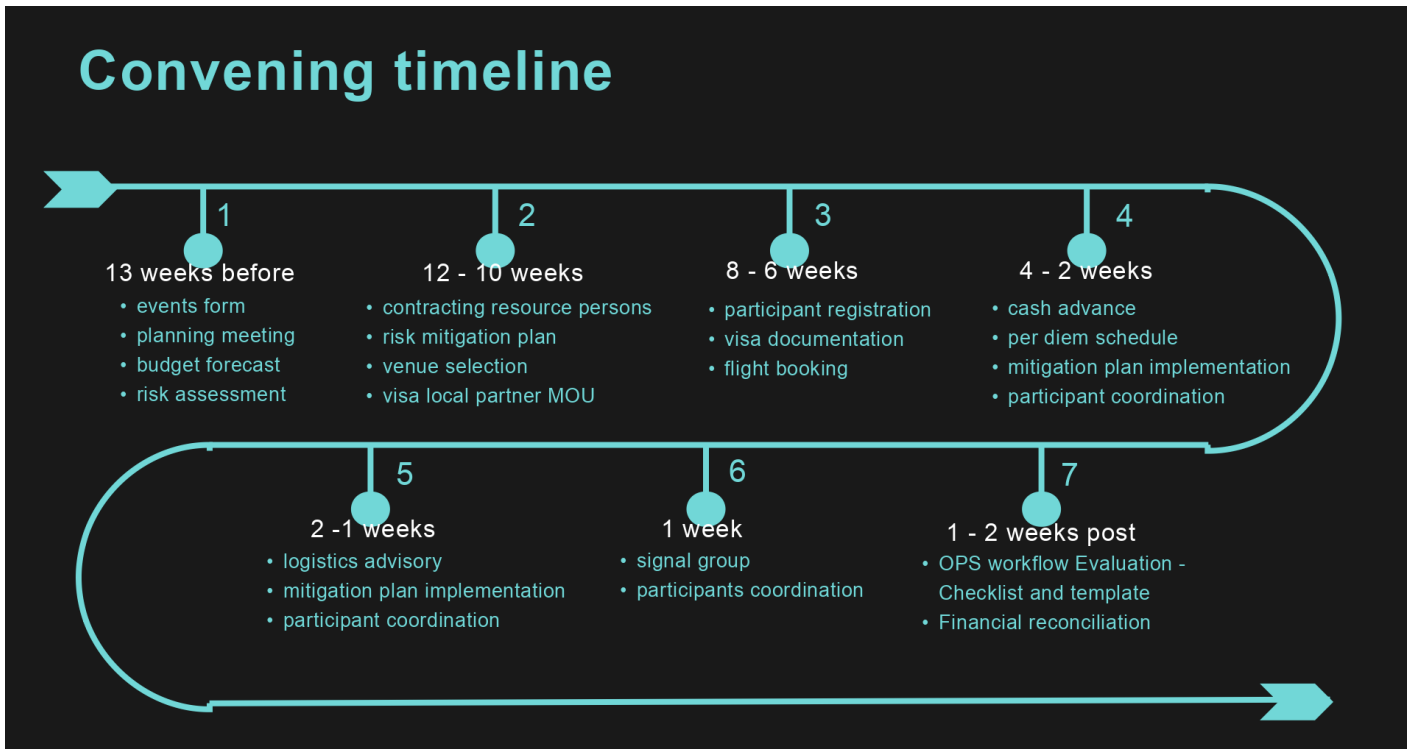 Convening timeline
1
13 weeks before
• events form
• planning meeting
• budget forecast
• risk assessment
2
12 - 10 weeks
• contracting resource persons
• risk mitigation plan
• venue selection
• visa local partner MOU
3
8 - 6 weeks
• participant registration
• visa documentation
• flight booking
4
4 - 2 weeks
• cash advance
• per diem schedule
• mitigation plan implementation
• participant coordination
5
2 -1 weeks
• logistics advisory
• mitigation plan implementation
• participant coordination
6
1 week
• signal group
• participants coordination
7
1 - 2 weeks post
• OPS workflow Evaluation -
Checklist and template
• Financial reconciliation